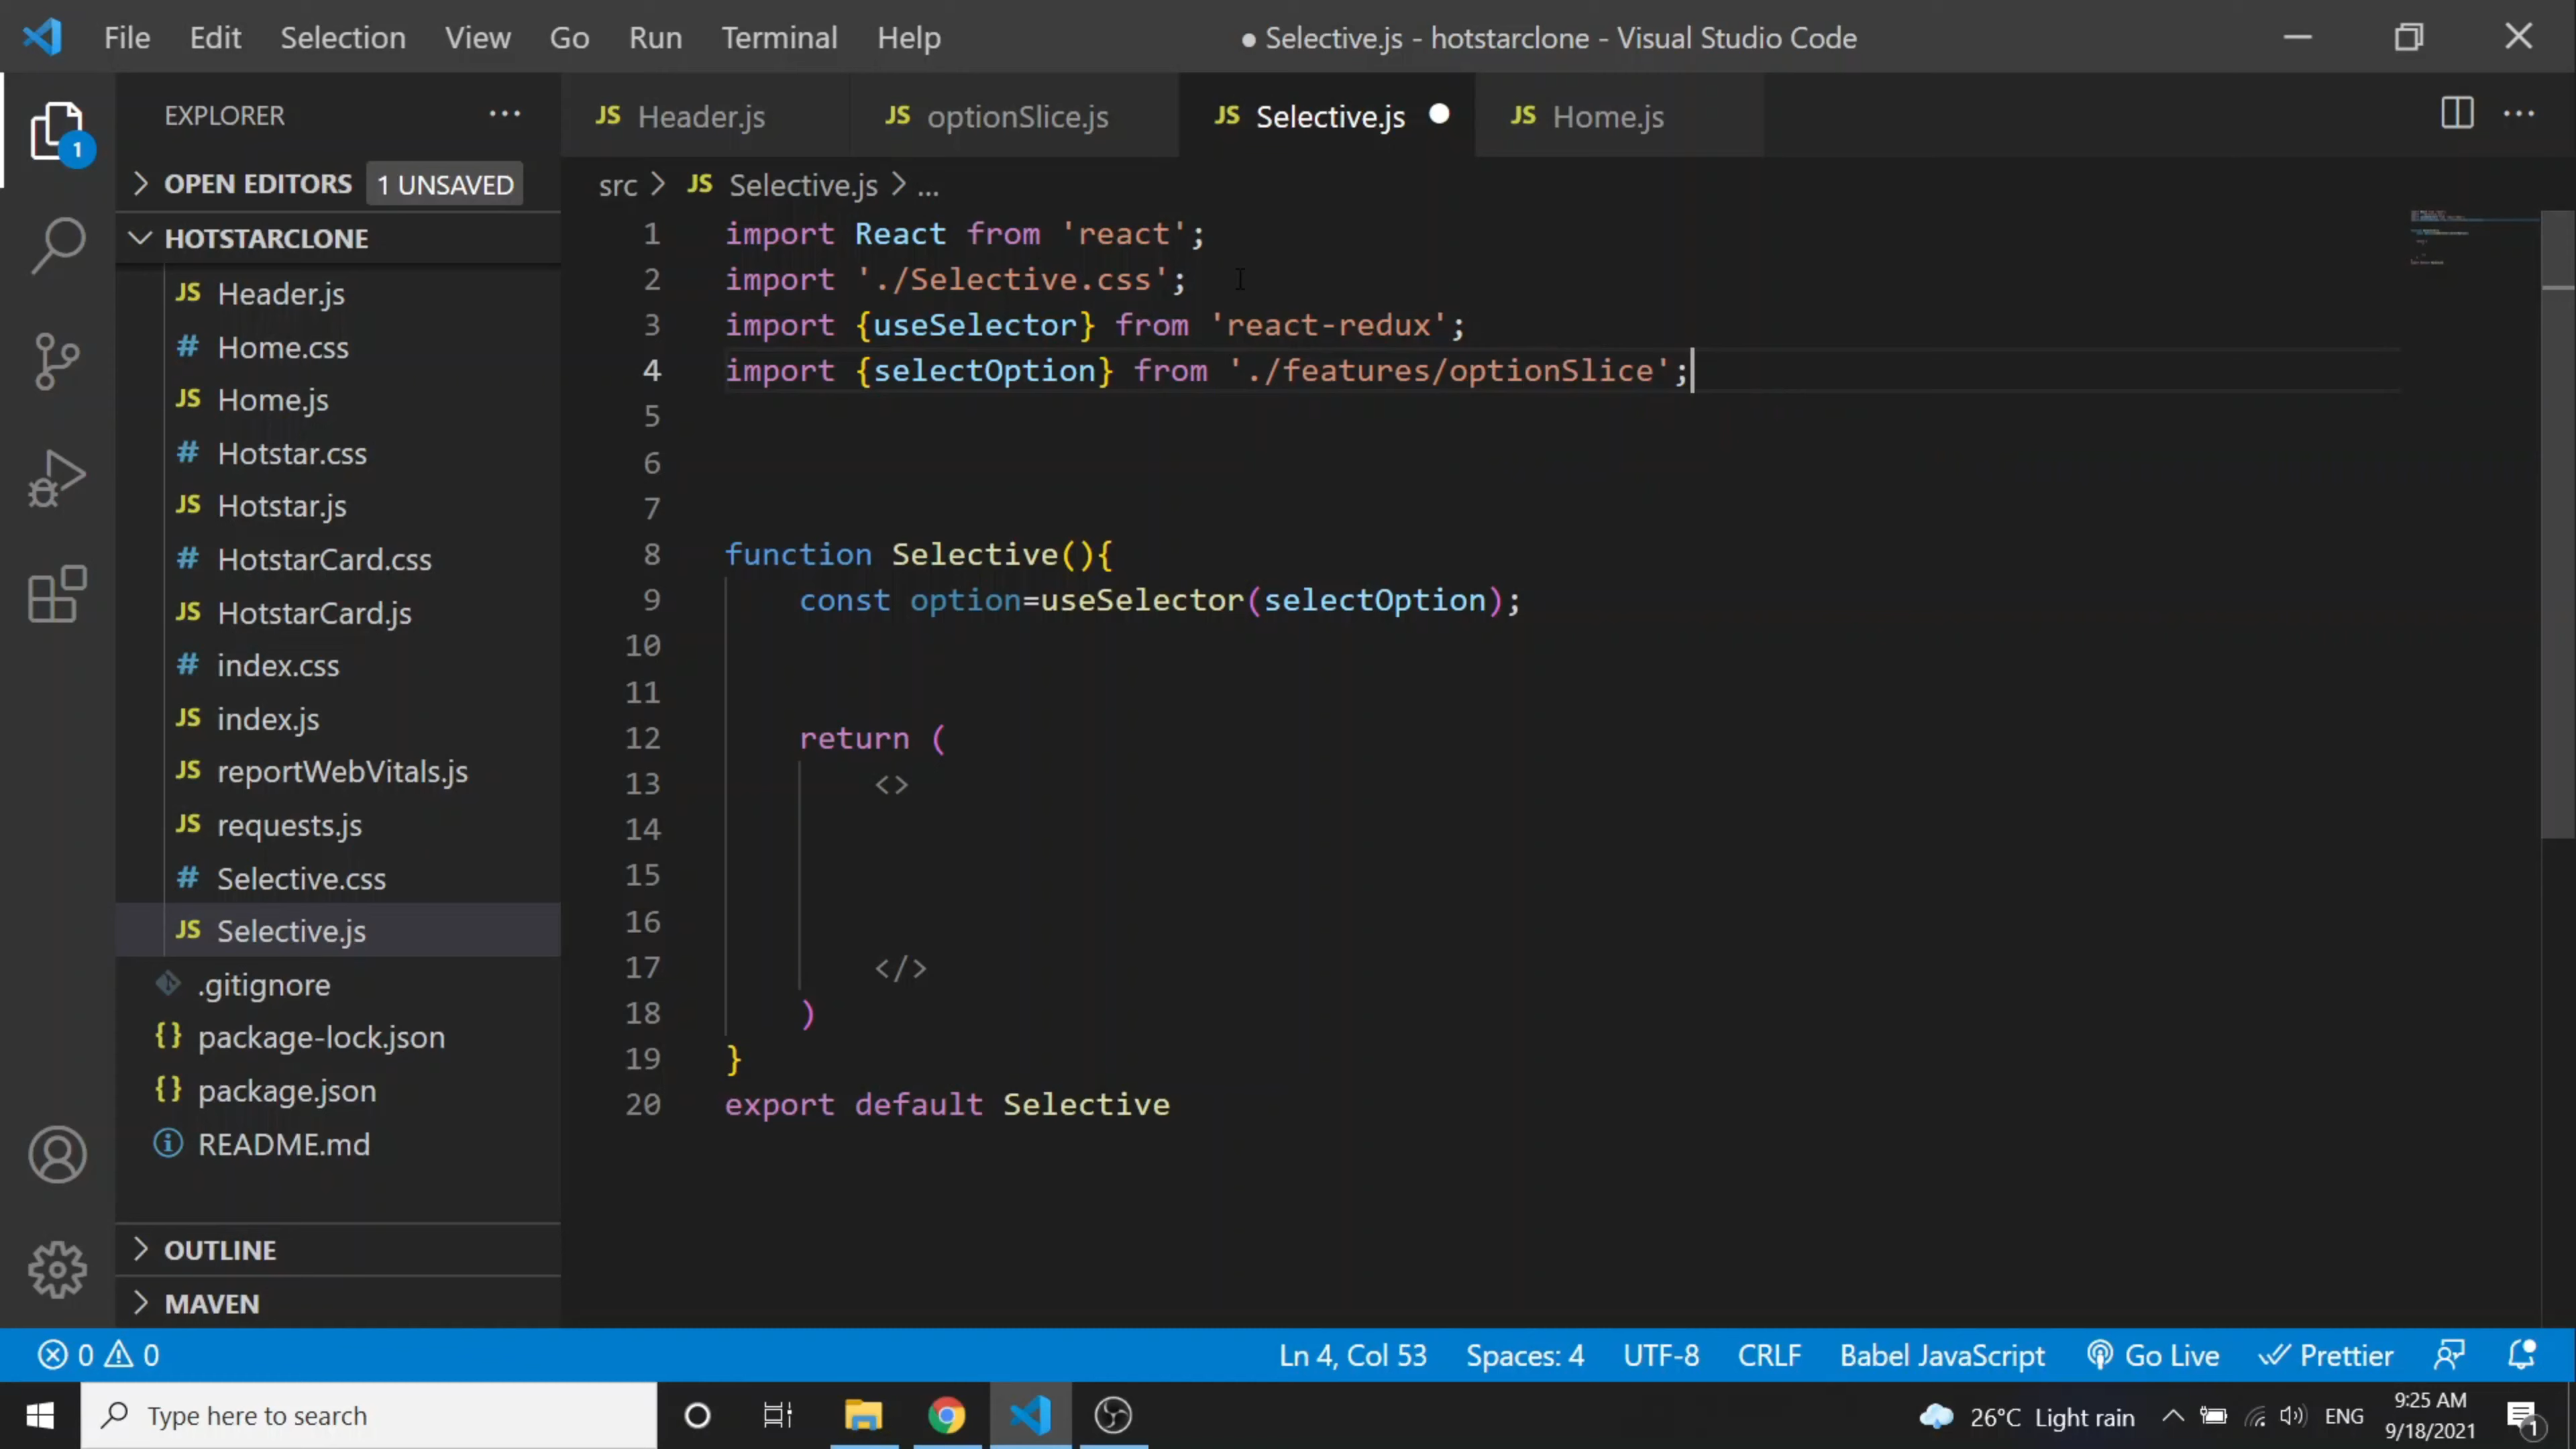 File Edit Selection View Go Run Terminal Help
● Selective.js - hotstarclone - Visual Studio Code
EXPLORER ...
1
OPEN EDITORS 1 UNSAVED
HOTSTARCLONE
JS Header.js
# Home.css
JS Home.js
# Hotstar.css
JS Hotstar.js
# HotstarCard.css
JS HotstarCard.js
# index.css
JS index.js
JS reportWebVitals.js
JS requests.js
# Selective.css
JS Selective.js
.gitignore
{} package-lock.json
{} package.json
README.md
OUTLINE
MAVEN
JS Header.js
JS optionSlice.js
JS Selective.js ●
JS Home.js
src > JS Selective.js > ...
1 import React from 'react';
2 import './Selective.css';
3 import {useSelector} from 'react-redux';
4 import {selectOption} from './features/optionSlice';
5
6
7
8 function Selective(){
9 const option=useSelector(selectOption);
10
11
12 return (
13 <>
14
15
16
17 </>
18 )
19 }
20 export default Selective
0 0
Ln 4, Col 53 Spaces: 4 UTF-8 CRLF Babel JavaScript Go Live Prettier
Type here to search
26°C Light rain
ENG
9:25 AM
9/18/2021
1